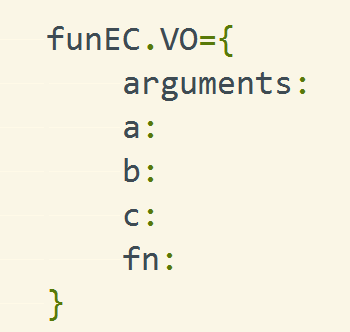 funEC.VO={
arguments:
a:
b:
c:
fn:
}